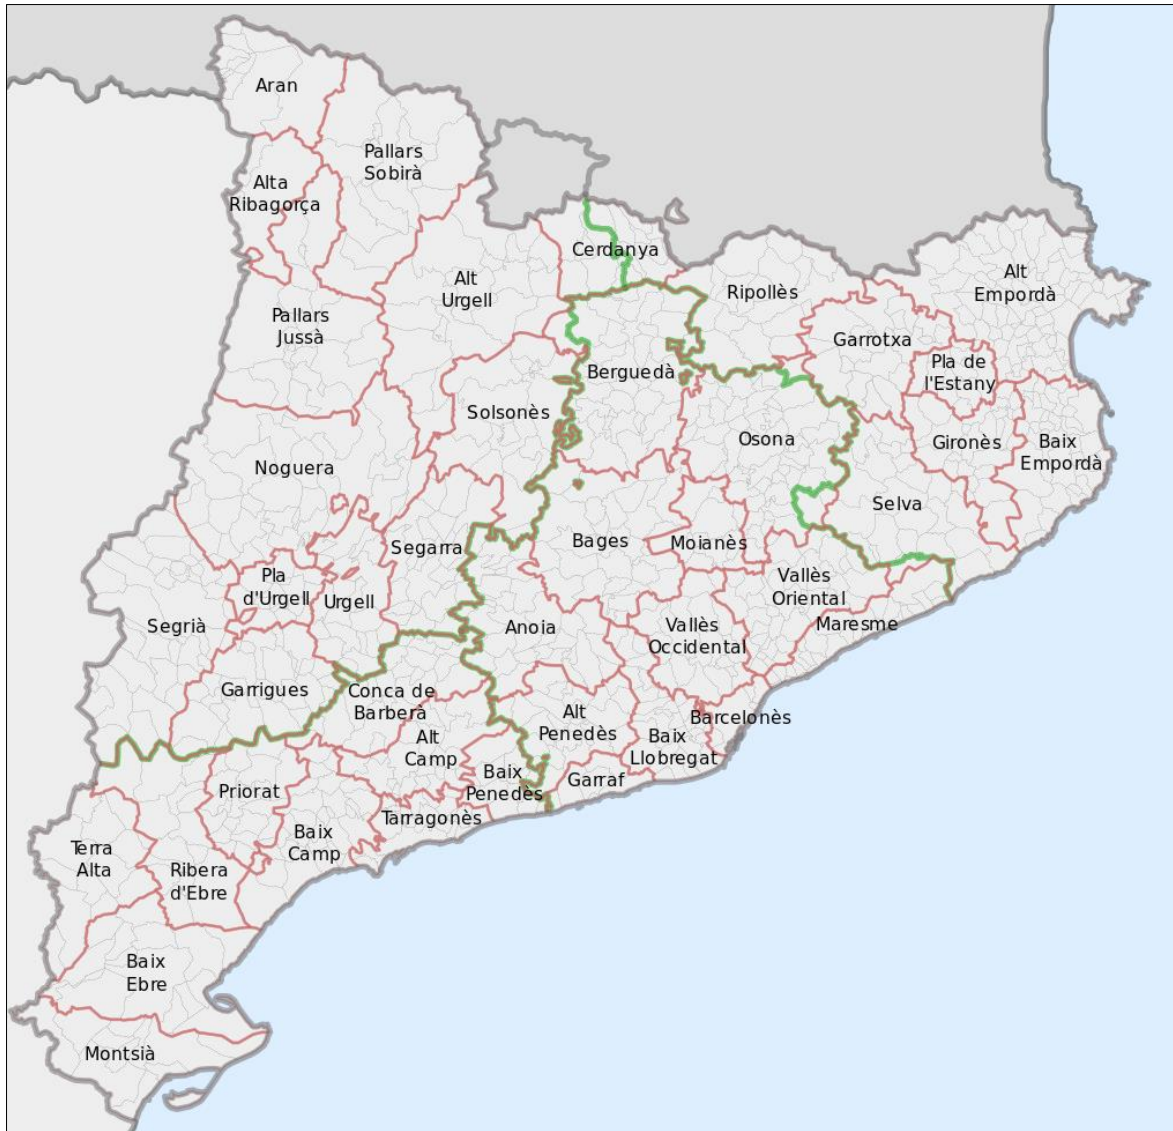 Aran
Pallars
Sobirà
Alta
Ribagorça
Cerdanya
Alt
Urgell
Ripollès
Alt
Empordà
Pallars
Jussà
Garrotxa
Pla de
l'Estany
Berguedà
Solsonès
Osona
Gironès
Baix
Empordà
Noguera
Selva
Segarra
Bages
Moianès
Pla
d'Urgell
Urgell
Vallès
Oriental
Segrià
Anoia
Vallès
Occidental
Maresme
Garrigues
Conca de
Barberà
Alt
Penedès
Barcelonès
Alt
Camp
Baix
Llobregat
Baix
Penedès
Garraf
Priorat
Tarragonès
Baix
Camp
Terra
Alta
Ribera
d'Ebre
Baix
Ebre
Montsià